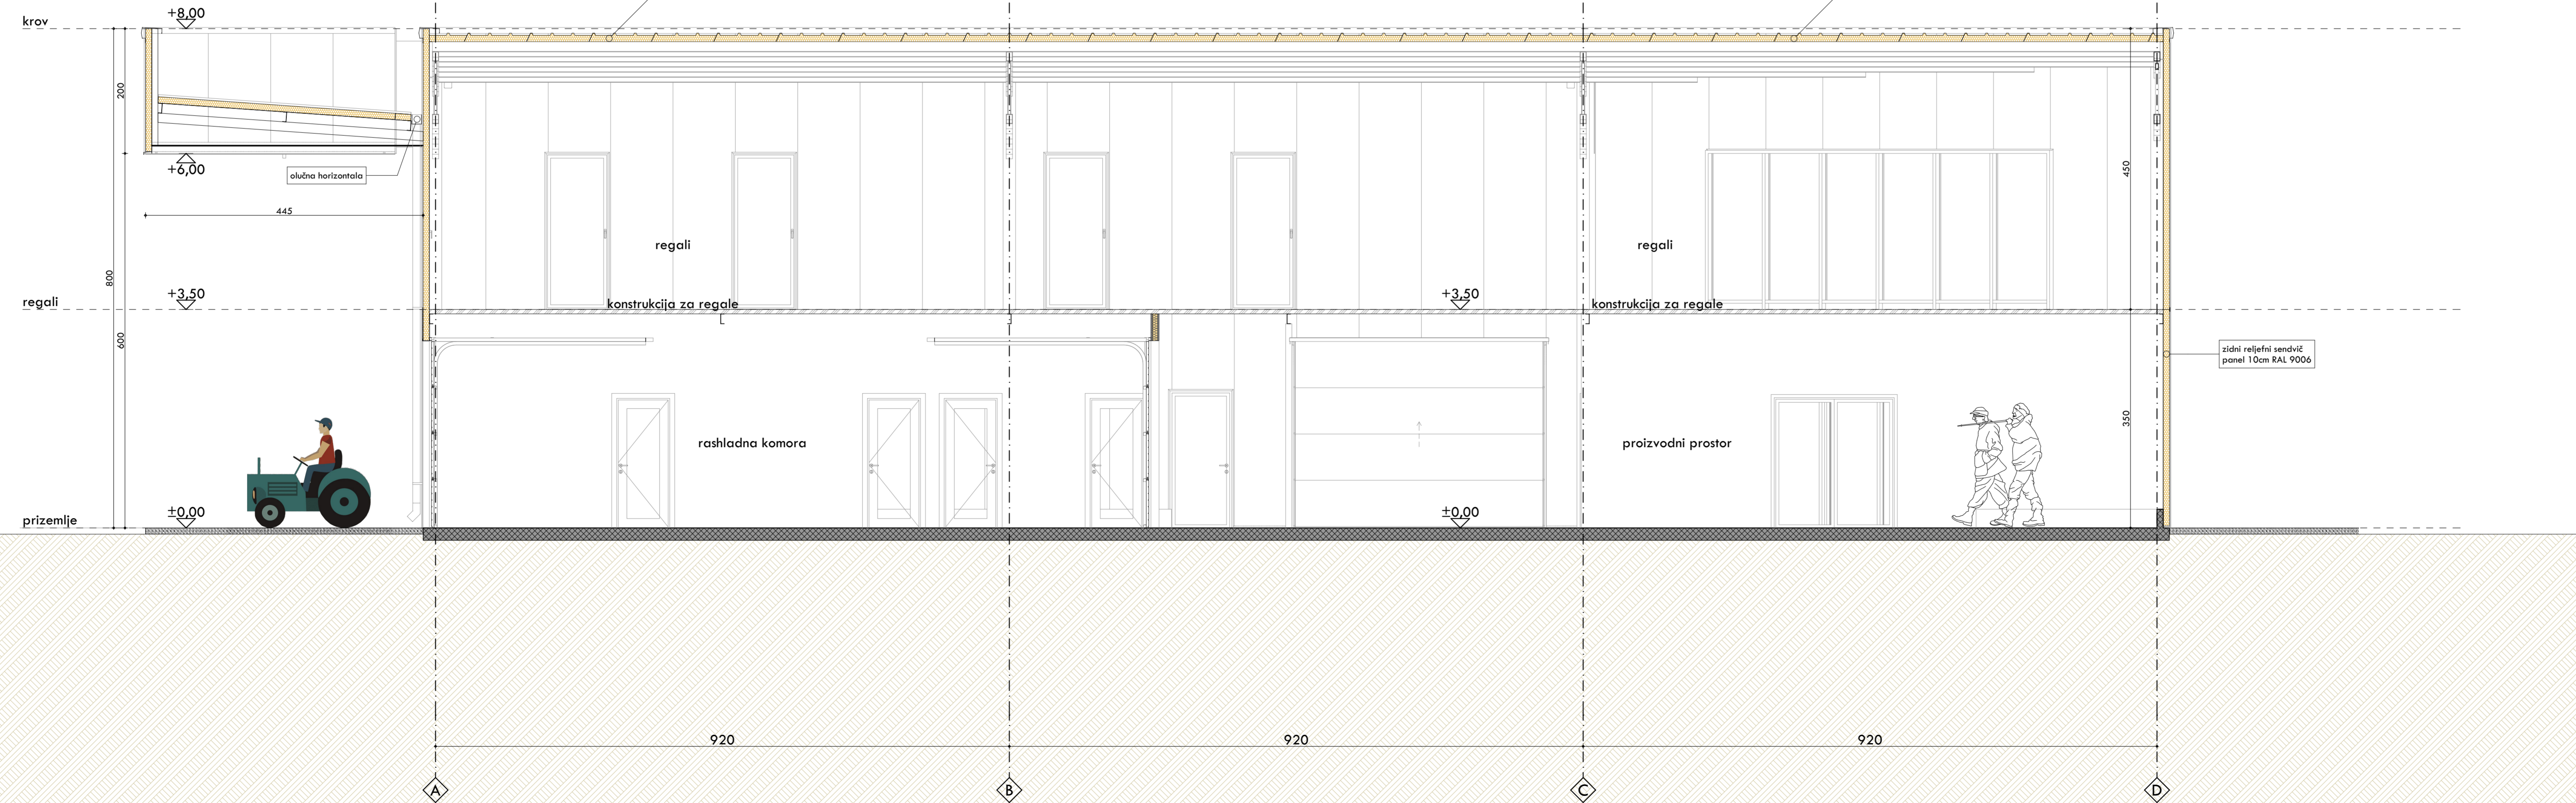 krov
+8,00
200
+6,00
olučna horizontala
445
450
regali
regali
800
regali
+3,50
konstrukcija za regale
+3,50
konstrukcija za regale
600
zidni reljefni sendvič
panel 10cm RAL 9006
350
rashladna komora
proizvodni prostor
prizemlje
±0,00
±0,00
920
920
920
A
B
C
D